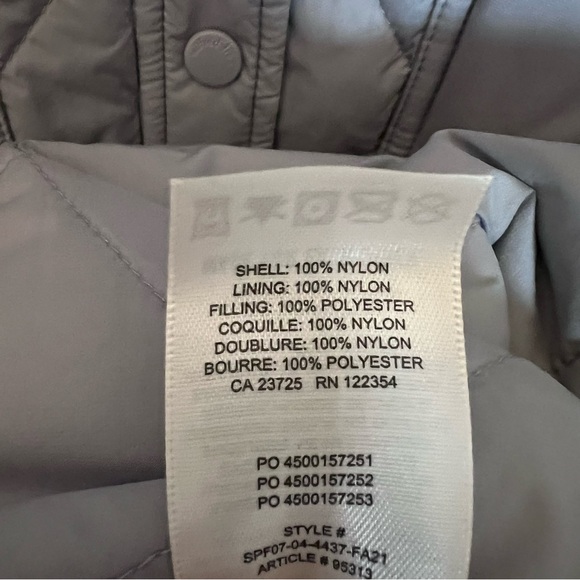 SHELL: 100% NYLON
LINING: 100% NYLON
FILLING: 100% POLYESTER
COQUILLE: 100% NYLON
DOUBLURE: 100% NYLON
BOURRE: 100% POLYESTER
CA 23725 RN 122354
PO 4500157251
PO 4500157252
PO 4500157253
STYLE #
SPF07-04-4437-FA21
ARTICLE # 95313